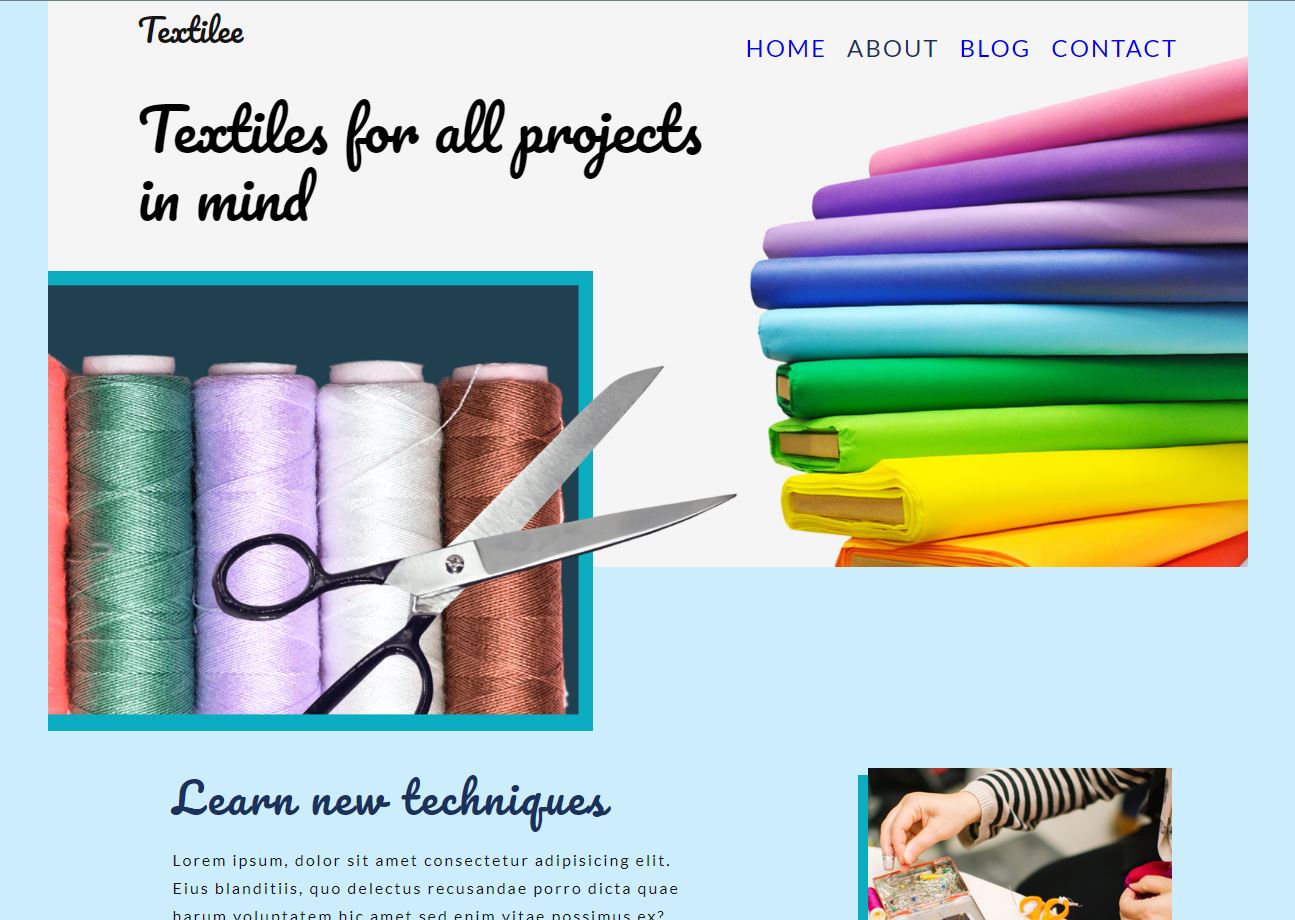 Textilee
HOME ABOUT BLOG CONTACT
Textiles for all projects
in mind
Learn new techniques
Lorem ipsum, dolor sit amet consectetur adipisicing elit.
Eius blanditiis, quo delectus recusandae porro dicta quae
harum voluptatem hic amet sed enim vitae possimus ex?